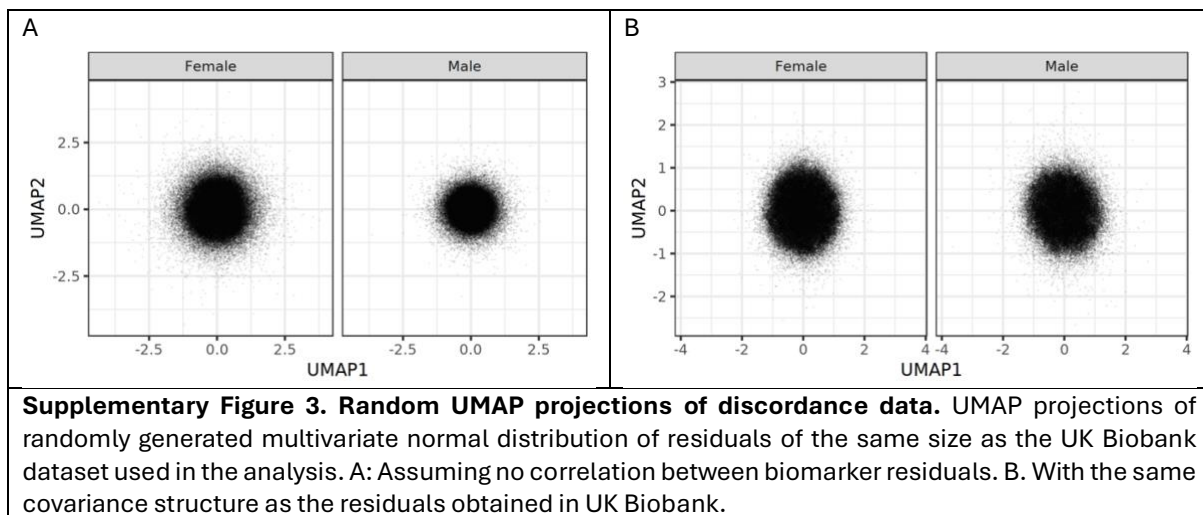 A
Female
Male
UMAP2
2.5
0.0
-2.5
-2.5 0.0 2.5
-2.5 0.0 2.5
UMAP1
B
Female
Male
UMAP2
3
2
1
0
-1
-2
-4 -2 0 2 4
-4 -2 0 2 4
UMAP1
Supplementary Figure 3. Random UMAP projections of discordance data. UMAP projections of
randomly generated multivariate normal distribution of residuals of the same size as the UK Biobank
dataset used in the analysis. A: Assuming no correlation between biomarker residuals. B. With the same
covariance structure as the residuals obtained in UK Biobank.